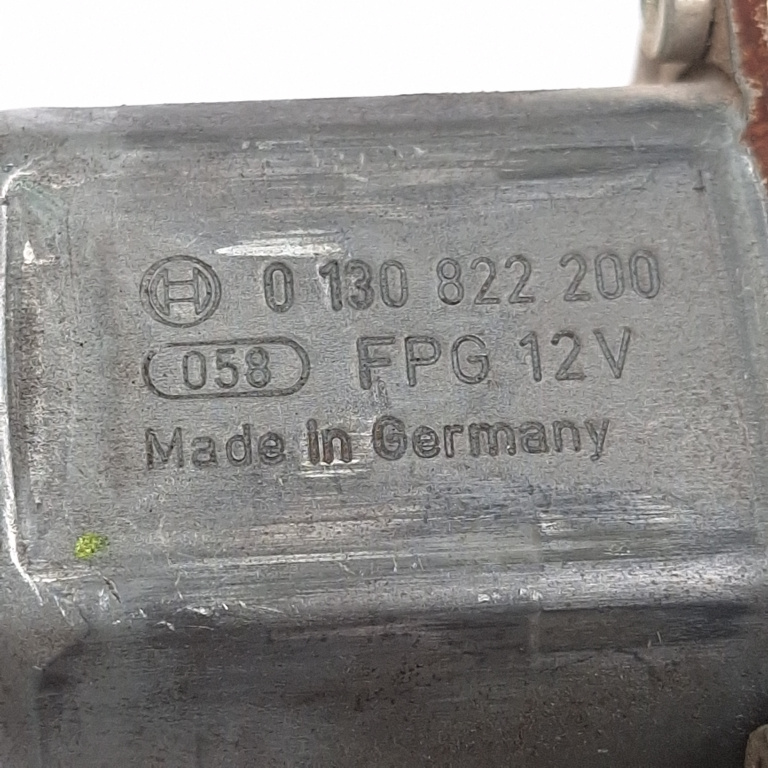 0 130 822 200
058 FPG 12V
Made in Germany